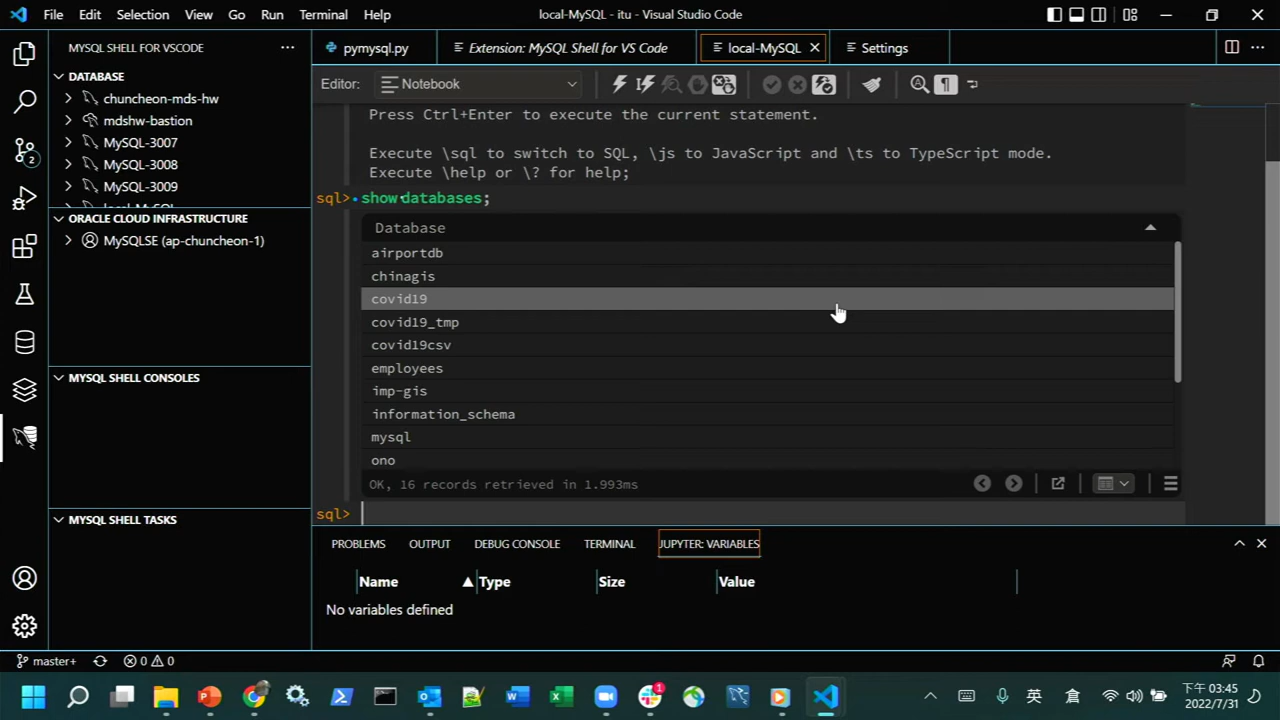 File Edit Selection View Go Run Terminal Help local-MySQL - itu - Visual Studio Code
MYSQL SHELL FOR VSCODE
DATABASE
chuncheon-mds-hw
mdshw-bastion
MySQL-3007
MySQL-3008
MySQL-3009
ORACLE CLOUD INFRASTRUCTURE
MySQLSE (ap-chuncheon-1)
MYSQL SHELL CONSOLES
MYSQL SHELL TASKS
2
pymysql.py Extension: MySQL Shell for VS Code local-MySQL Settings
Editor: Notebook
Press Ctrl+Enter to execute the current statement.
Execute \sql to switch to SQL, \js to JavaScript and \ts to TypeScript mode.
Execute \help or \? for help;
sql> show databases;
Database
airportdb
chinagis
covid19
covid19_tmp
covid19csv
employees
imp-gis
information_schema
mysql
ono
OK, 16 records retrieved in 1.993ms
sql>
PROBLEMS OUTPUT DEBUG CONSOLE TERMINAL JUPYTER: VARIABLES
Name Type Size Value
No variables defined
master+ 0 0
1 英 倉 下午 03:45
2022/7/31